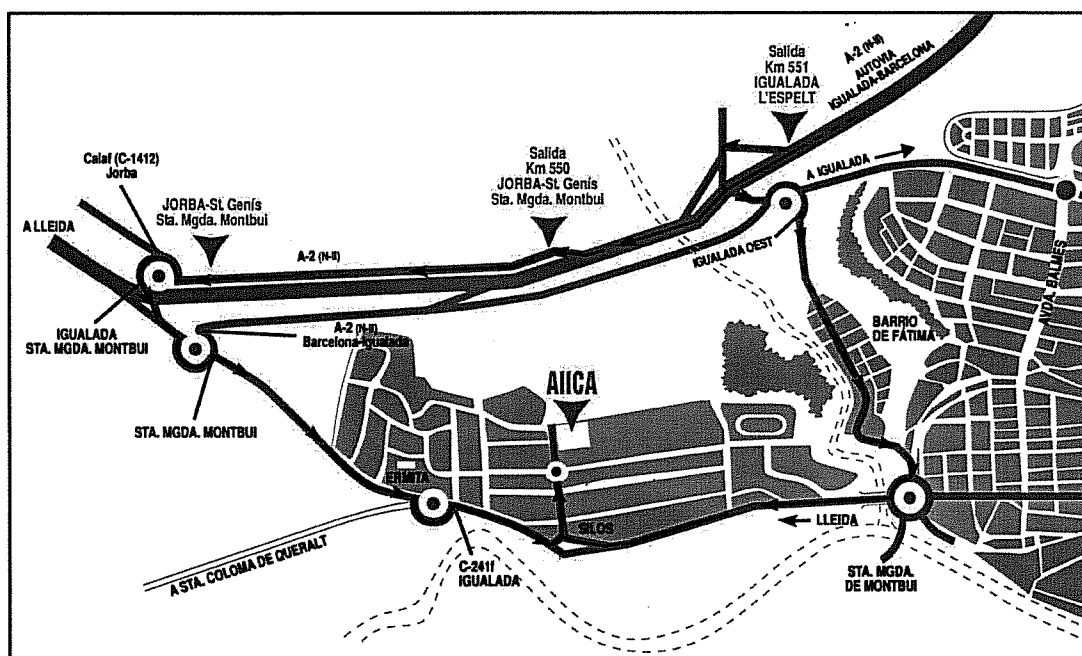 Salida
Km 551
IGUALADA
L'ESPELT
A-2 (N-II)
AUTOVIA
IGUALADA-BARCELONA
Calaf (C-1412)
Jorba
Salida
Km 550
JORBA-St. Genís
Sta. Mgda. Montbui
A IGUALADA
JORBA-St. Genís
Sta. Mgda. Montbui
A LLEIDA
A-2 (N-II)
IGUALADA OEST
AVDA. BALMES
IGUALADA
STA. MGDA. MONTBUI
A-2 (N-II)
Barcelona-Igualada
BARRIO
DE FÁTIMA
AIICA
STA. MGDA. MONTBUI
ERMITA
SILOS
LLEIDA
A STA. COLOMA DE QUERALT
C-241f
IGUALADA
STA. MGDA.
DE MONTBUI